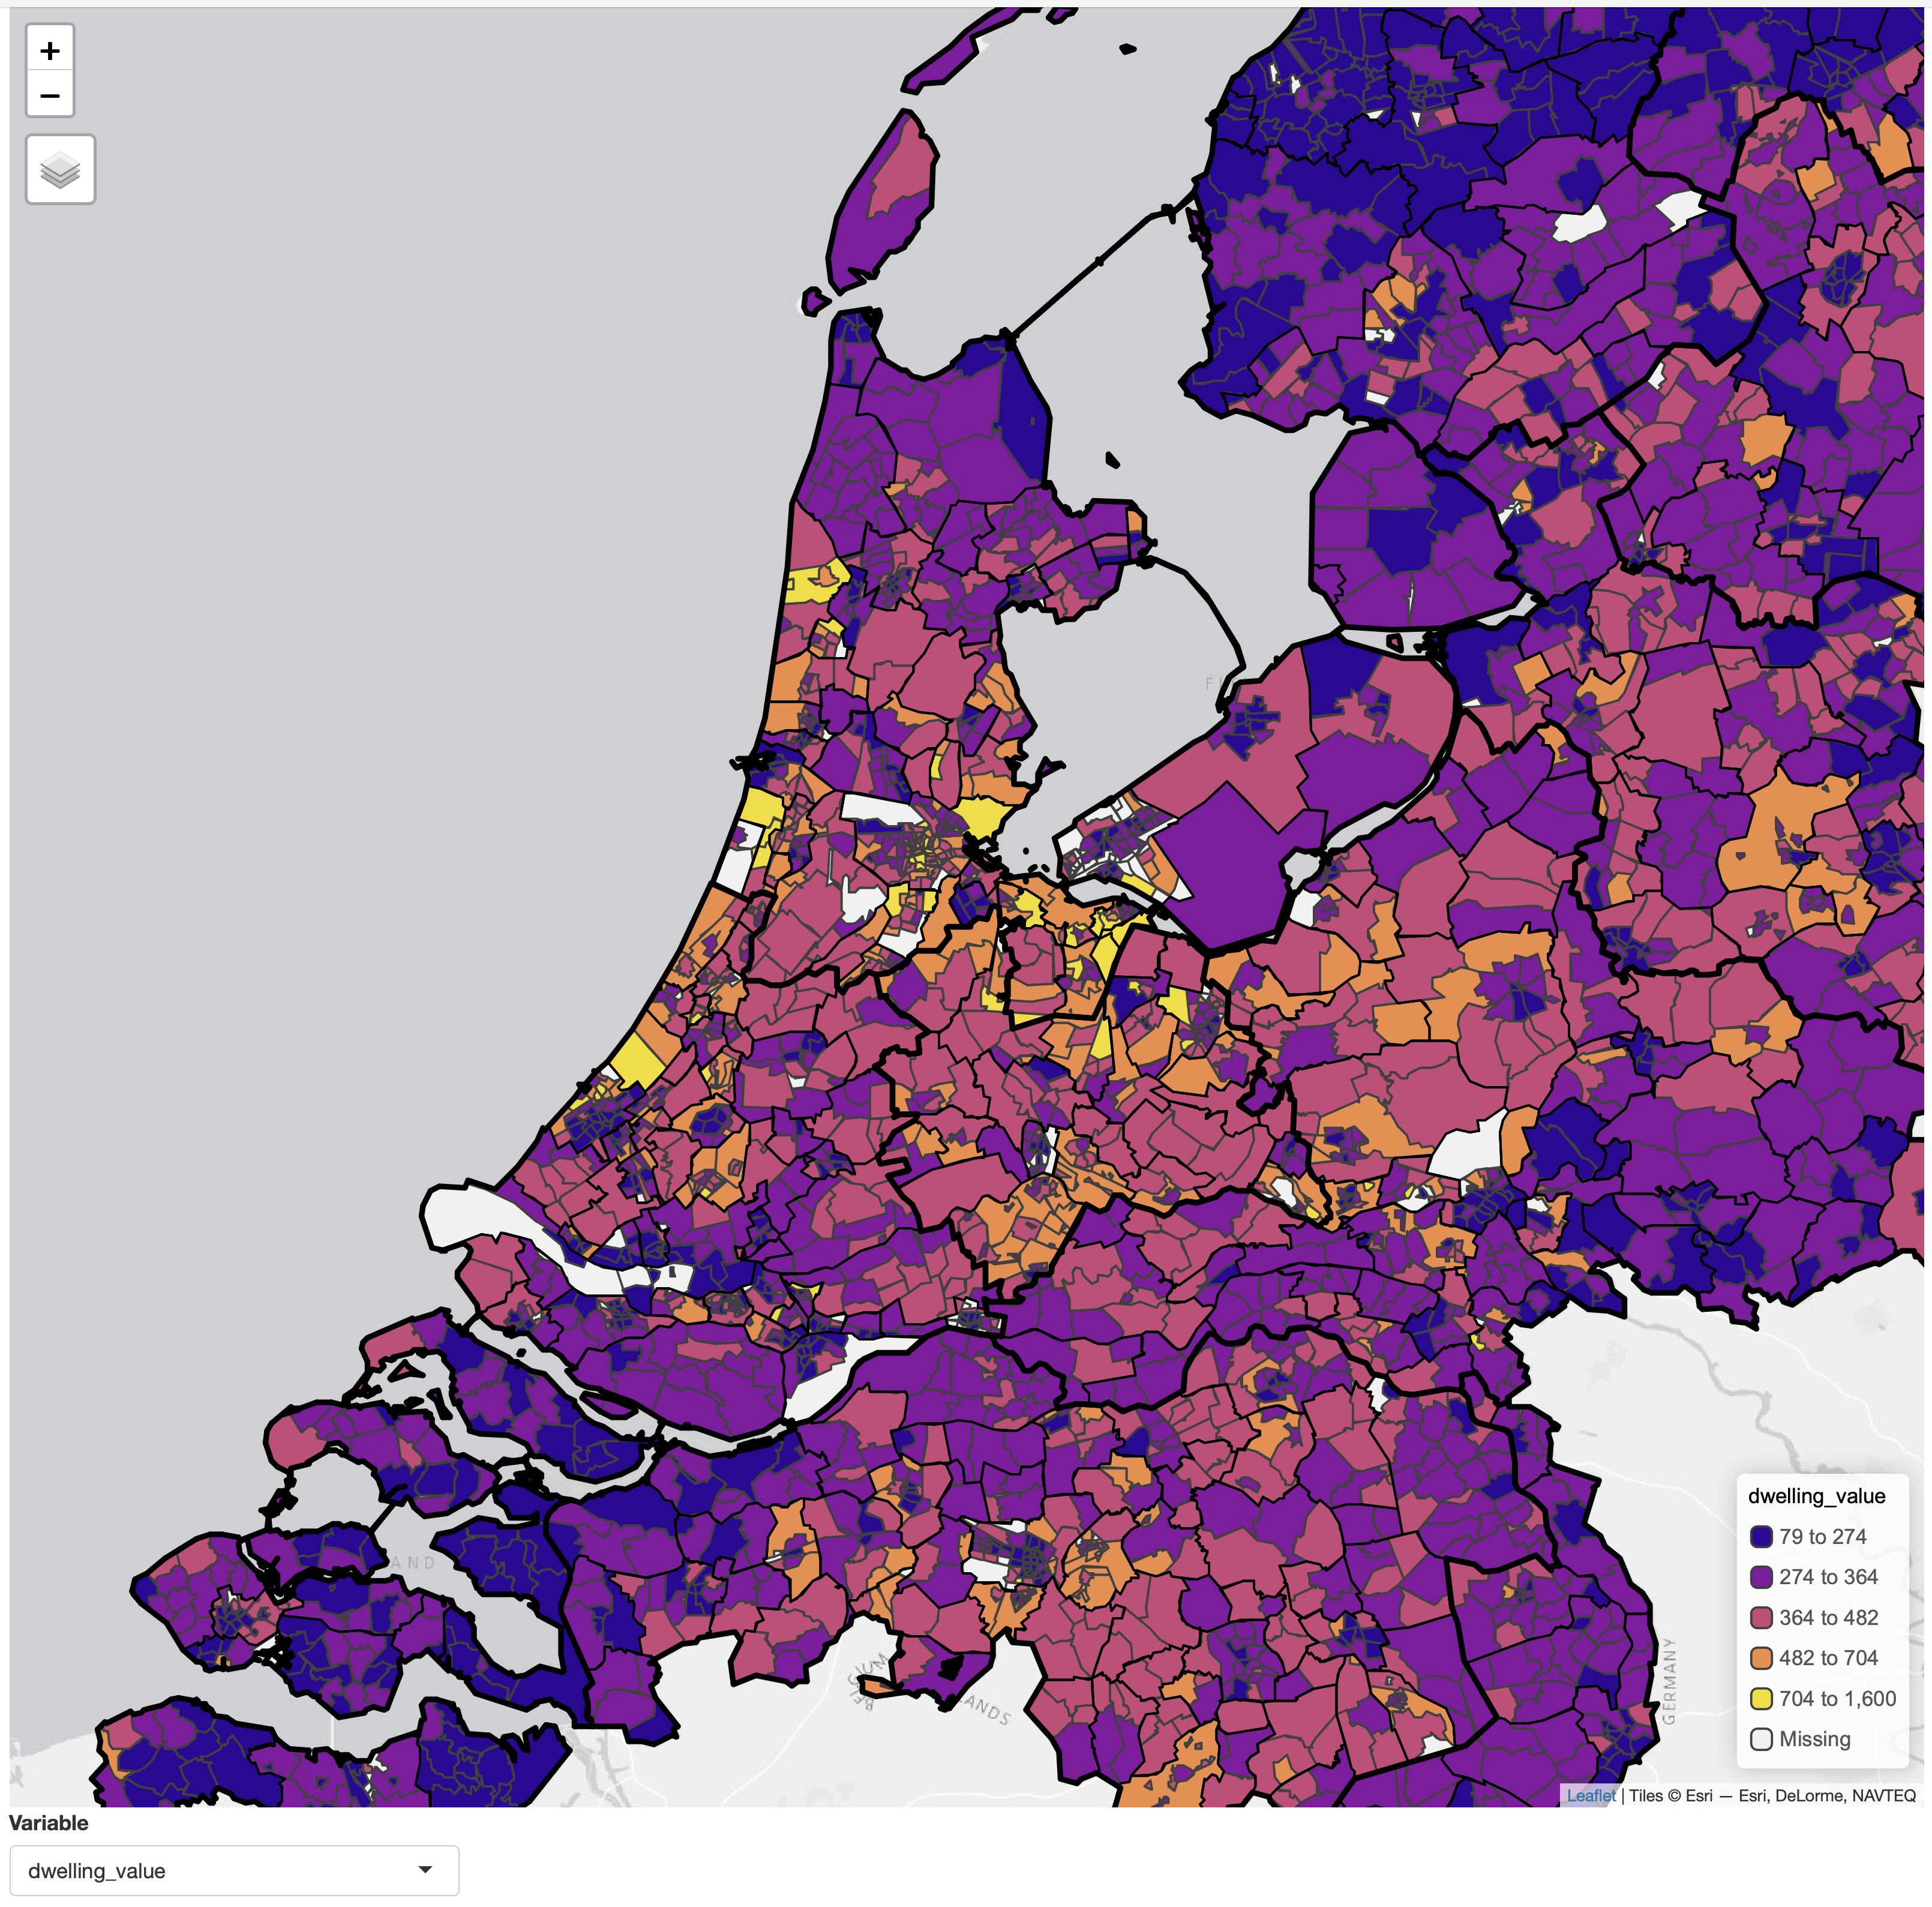 +
−
F
AND
BELGIUM
LANDS
GERMANY
dwelling_value
79 to 274
274 to 364
364 to 482
482 to 704
704 to 1,600
Missing
Leaflet | Tiles © Esri — Esri, DeLorme, NAVTEQ
Variable
dwelling_value